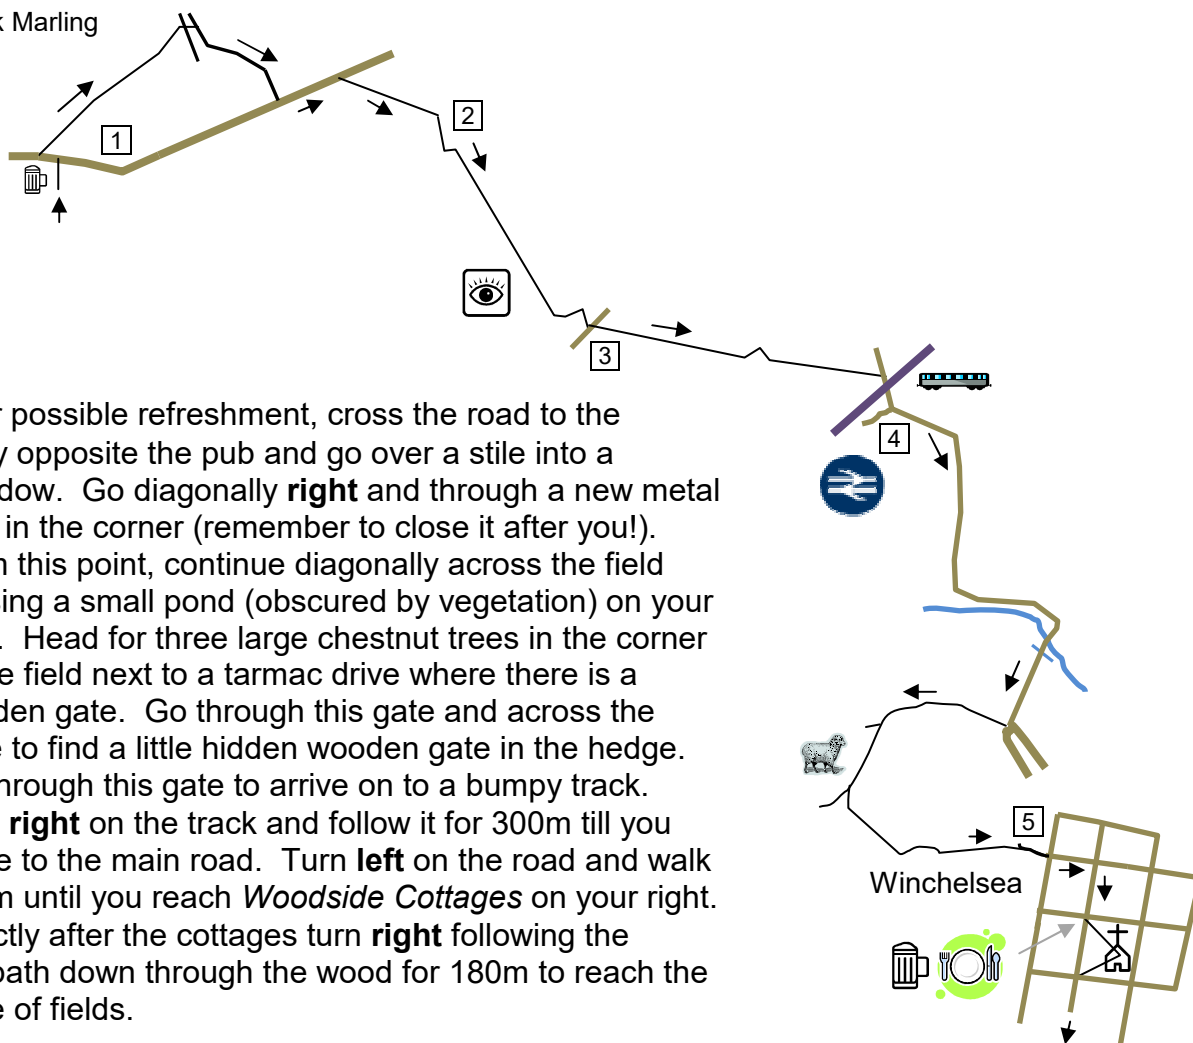 k Marling
1
2
3
4
r possible refreshment, cross the road to the
y opposite the pub and go over a stile into a
dow. Go diagonally right and through a new metal
in the corner (remember to close it after you!).
n this point, continue diagonally across the field
sing a small pond (obscured by vegetation) on your
. Head for three large chestnut trees in the corner
e field next to a tarmac drive where there is a
den gate. Go through this gate and across the
e to find a little hidden wooden gate in the hedge.
hrough this gate to arrive on to a bumpy track.
right on the track and follow it for 300m till you
e to the main road. Turn left on the road and walk
m until you reach Woodside Cottages on your right.
ctly after the cottages turn right following the
path down through the wood for 180m to reach the
e of fields.
5
Winchelsea